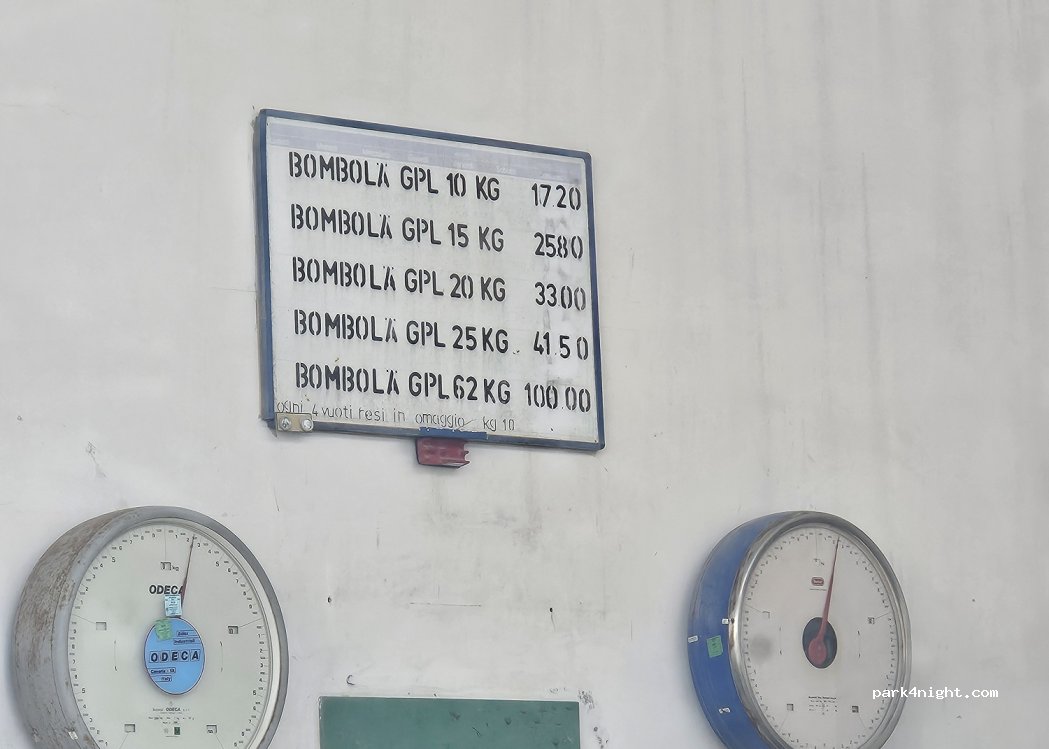 BOMBOLA GPL 10 KG 17.20
BOMBOLA GPL 15 KG 25.80
BOMBOLA GPL 20 KG 33.00
BOMBOLA GPL 25 KG 41.50
BOMBOLA GPL 62 KG 100.00
ogni 4 vuoti resi in omaggio kg 10
ODECA
ODECA
park4night.com